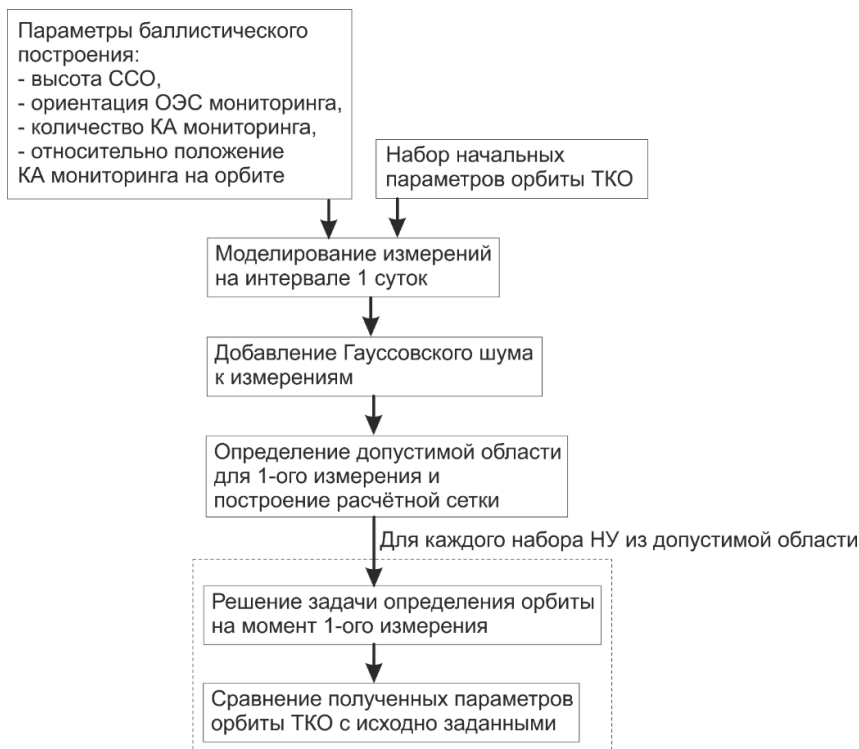 Параметры баллистического
построения:
- высота ССО,
- ориентация ОЭС мониторинга,
- количество КА мониторинга,
- относительно положение
КА мониторинга на орбите
Набор начальных
параметров орбиты ТКО
Моделирование измерений
на интервале 1 суток
Добавление Гауссовского шума
к измерениям
Определение допустимой области
для 1-ого измерения и
построение расчётной сетки
Для каждого набора НУ из допустимой области
Решение задачи определения орбиты
на момент 1-ого измерения
Сравнение полученных параметров
орбиты ТКО с исходно заданными